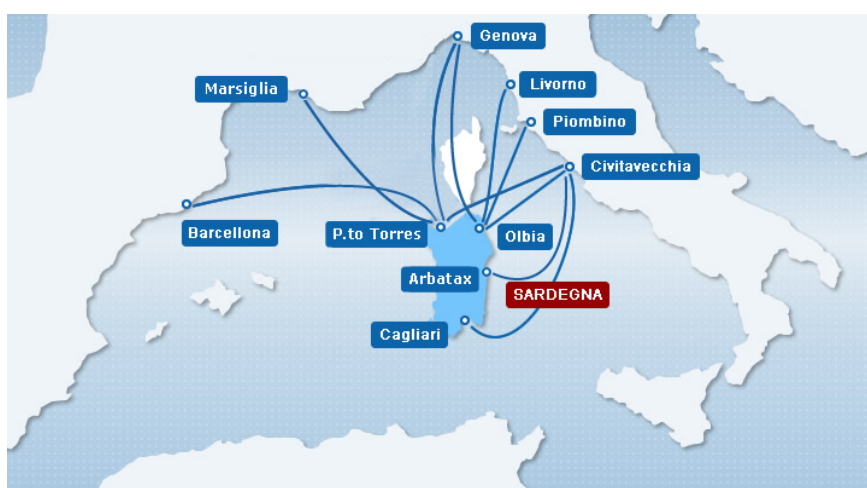 Genova
Marsiglia
Livorno
Piombino
Civitavecchia
Barcellona
P.to Torres
Olbia
Arbatax
SARDEGNA
Cagliari